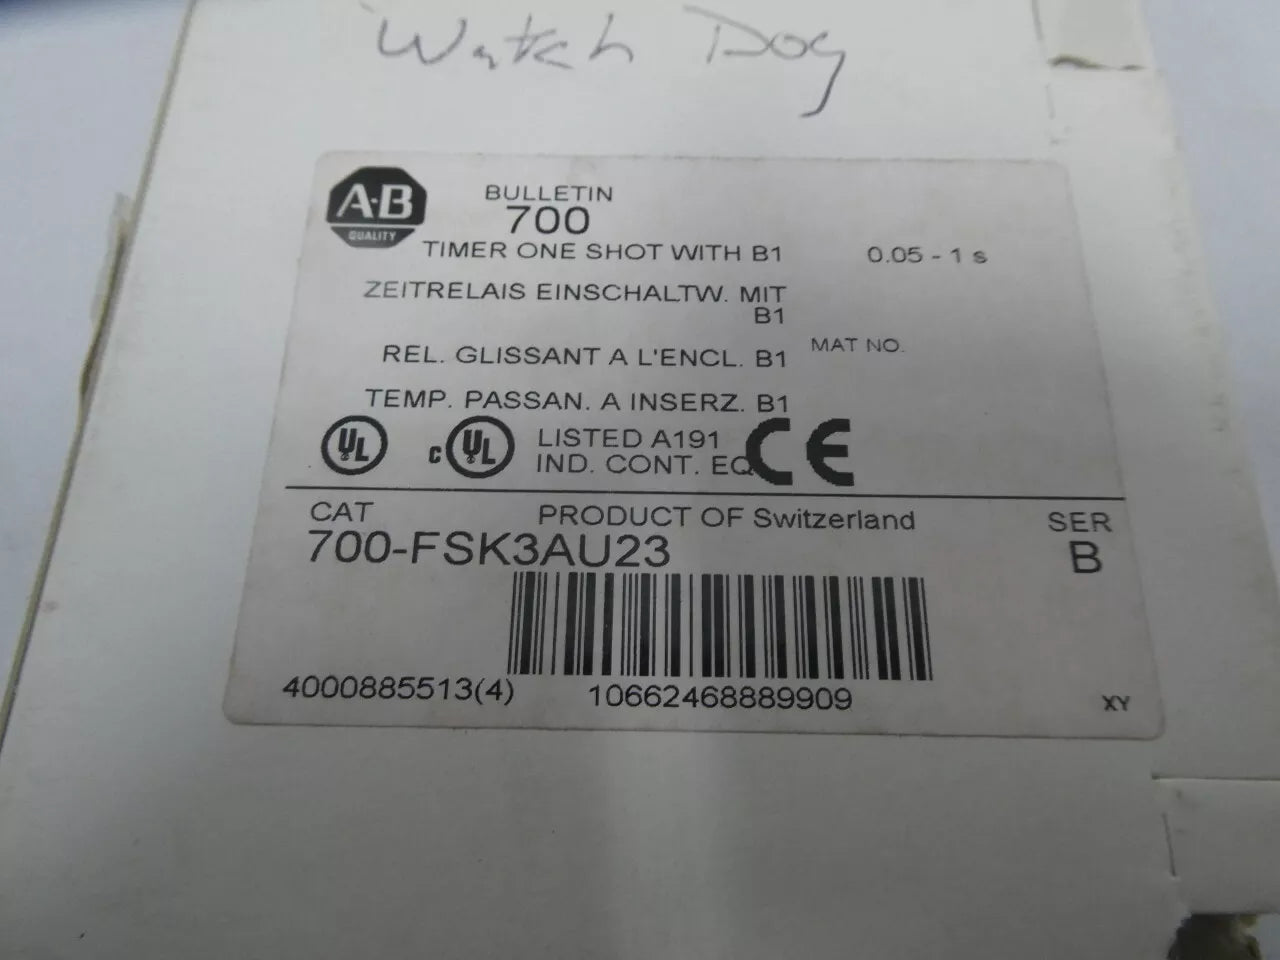 Watch Dog
A-B
QUALITY
BULLETIN
700
TIMER ONE SHOT WITH B1 0.05 - 1 s
ZEITRELAIS EINSCHALTW. MIT
B1
MAT NO.
REL. GLISSANT A L'ENCL. B1
TEMP. PASSAN. A INSERZ. B1
UL c UL LISTED A191 CE
IND. CONT. EQ
CAT PRODUCT OF Switzerland SER
700-FSK3AU23 B
4000885513(4) 10662468889909 XY